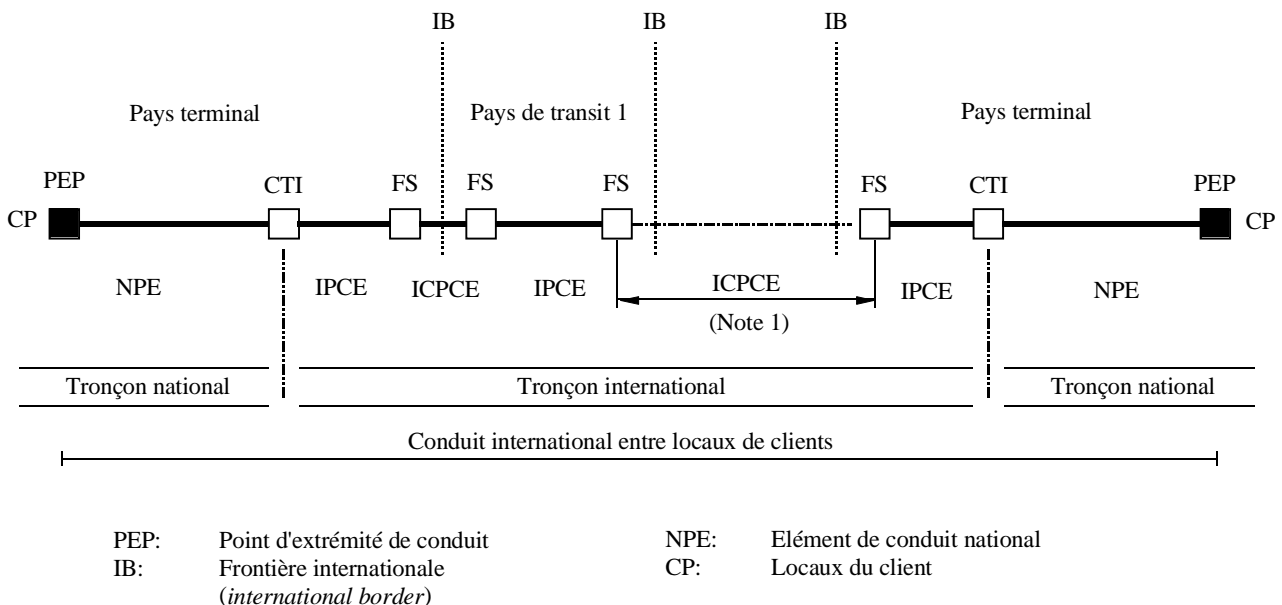 IB IB IB
Pays terminal Pays de transit 1 Pays terminal
PEP CTI FS FS FS FS CTI PEP
CP CP
NPE IPCE ICPCE IPCE ICPCE IPCE NPE
(Note 1)
Tronçon national Tronçon international Tronçon national
Conduit international entre locaux de clients
PEP: Point d'extrémité de conduit NPE: Elément de conduit national
IB: Frontière internationale CP: Locaux du client
(international border)